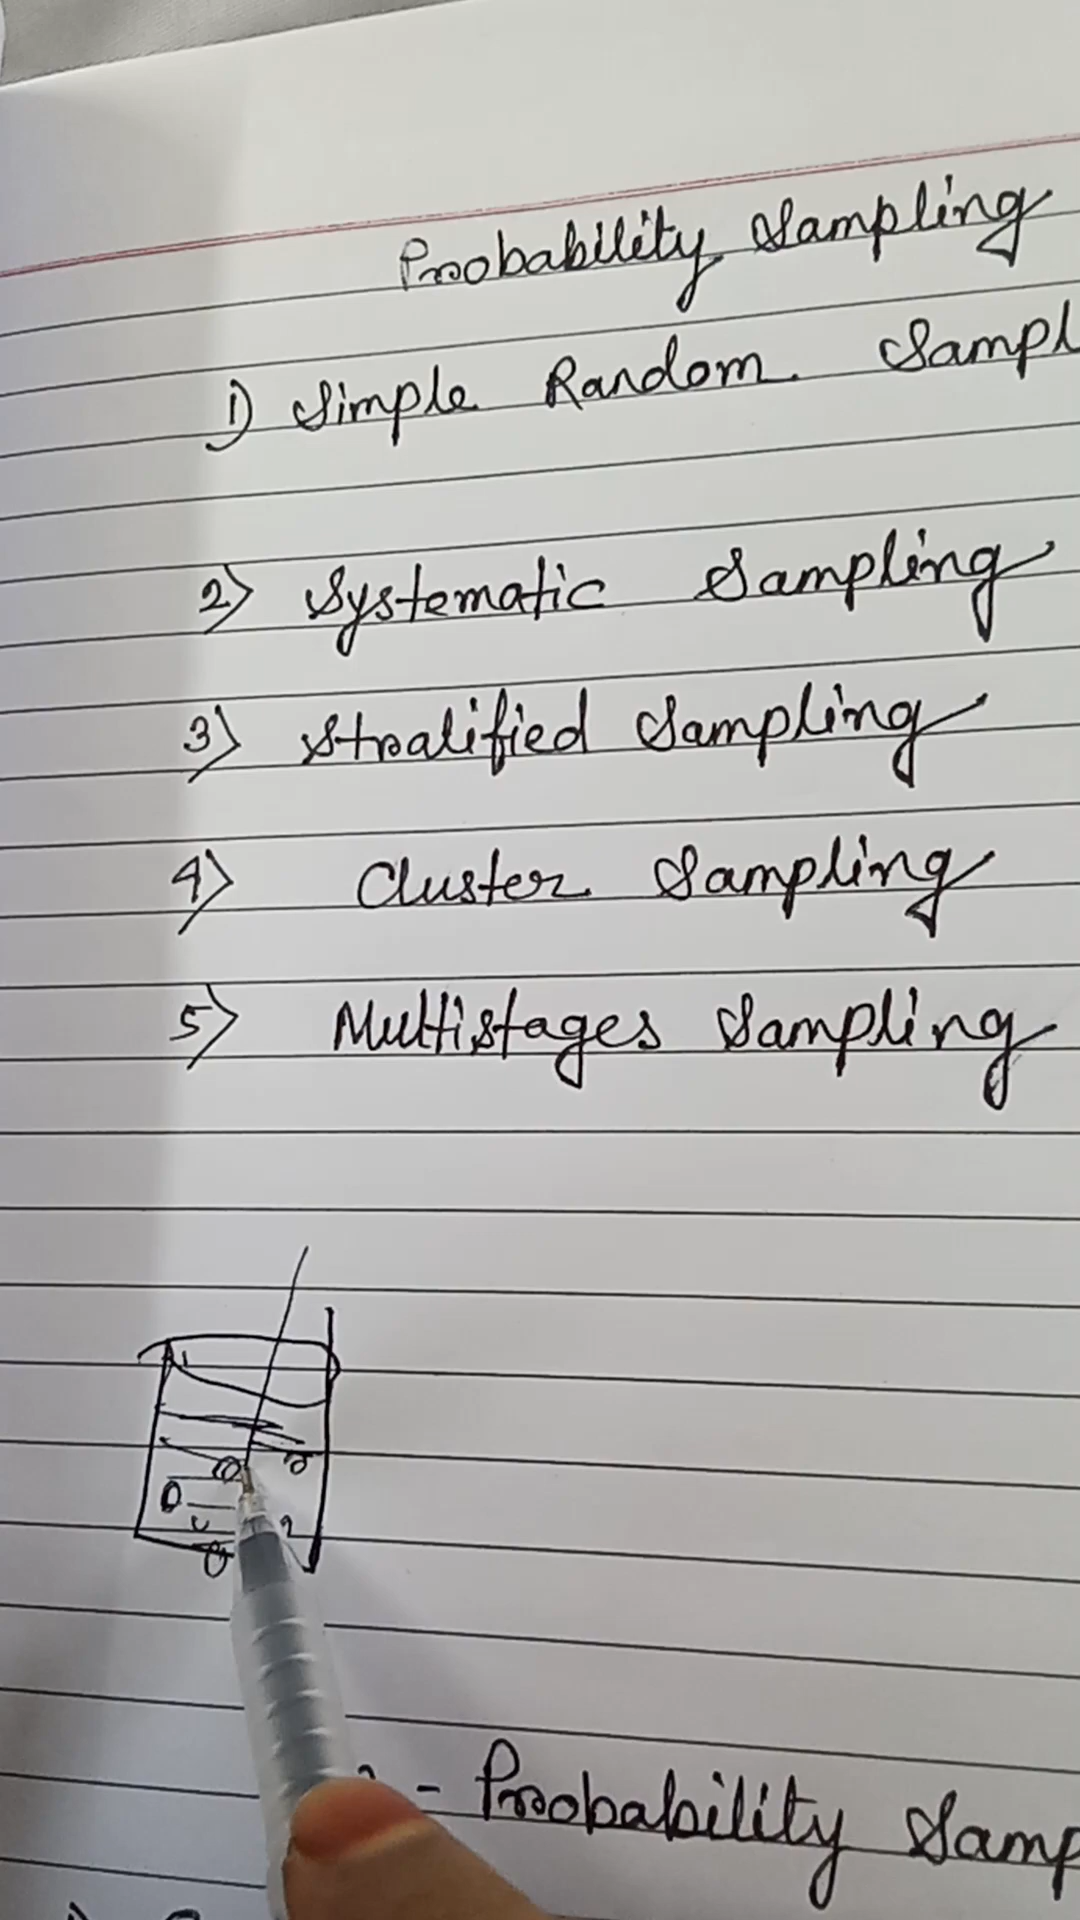 Probability Sampling
1) Simple Random Sampl
2) Systematic Sampling
3) Stratified Sampling
4) Cluster Sampling
5) Multistages Sampling
- Probability Samp